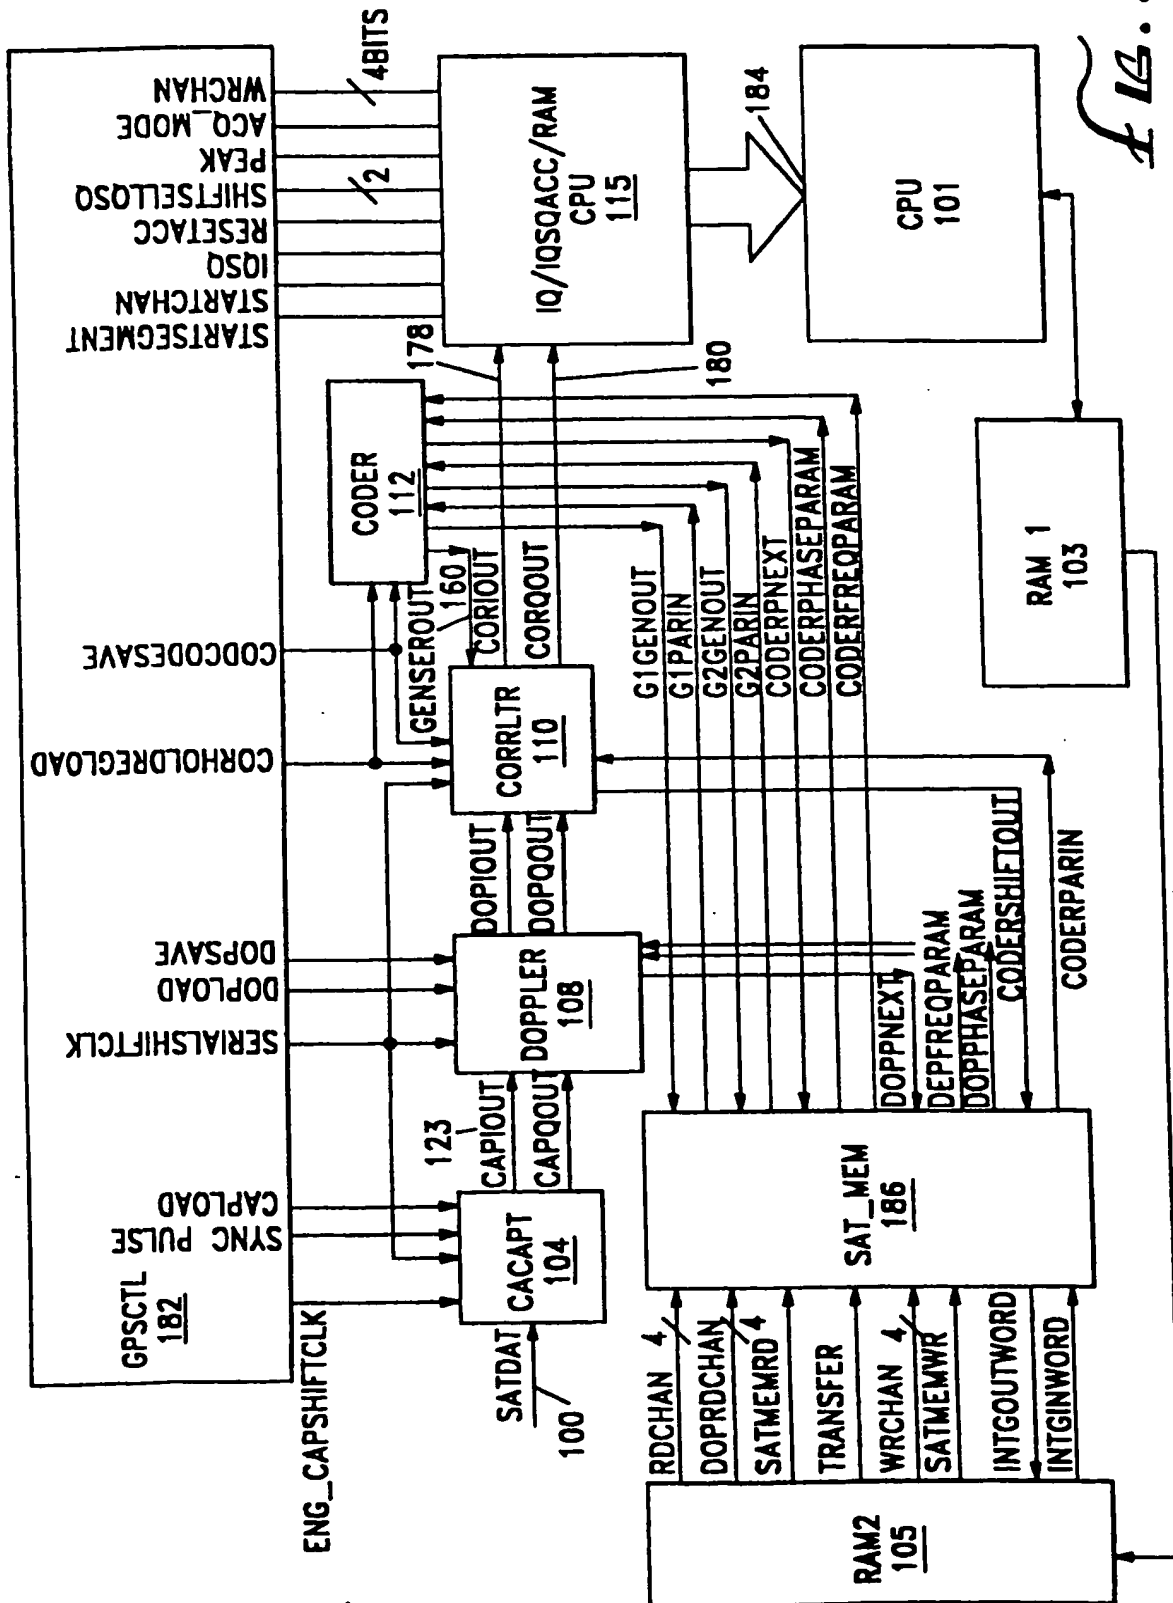 GPSCTL
182
ENG_CAPSHIFTCLK
SYNC PULSE
CAPLOAD
SERIALSHIFTCLK
DOPLOAD
DOPSAVE
CORHOLDREGLOAD
CODCODESAVE
STARTSEGMENT
STARTCHAN
IQSQ
RESETACC
SHIFTSELLQSQ
2
PEAK
ACQ_MODE
WRCHAN
4BITS
SATDAT
100
CACAPT
104
123
CAPIOUT
CAPQOUT
DOPPLER
108
DOPIOUT
DOPQOUT
CORRLTR
110
GENSEROUT
160
CORIOUT
CORQOUT
CODER
112
178
180
IQ/IQSQACC/RAM
CPU
115
184
CPU
101
RAM 1
103
G1GENOUT
G1PARIN
G2GENOUT
G2PARIN
CODERPNEXT
CODERPHASEPARAM
CODERFREQPARAM
DOPPNEXT
DEPFREQPARAM
DOPPHASEPARAM
CODERSHIFTOUT
CODERPARIN
SAT_MEM
186
RDCHAN 4
DOPRDCHAN 4
SATMEMRD
TRANSFER
WRCHAN 4
SATMEMWR
INTGOUTWORD
INTGINWORD
RAM2
105